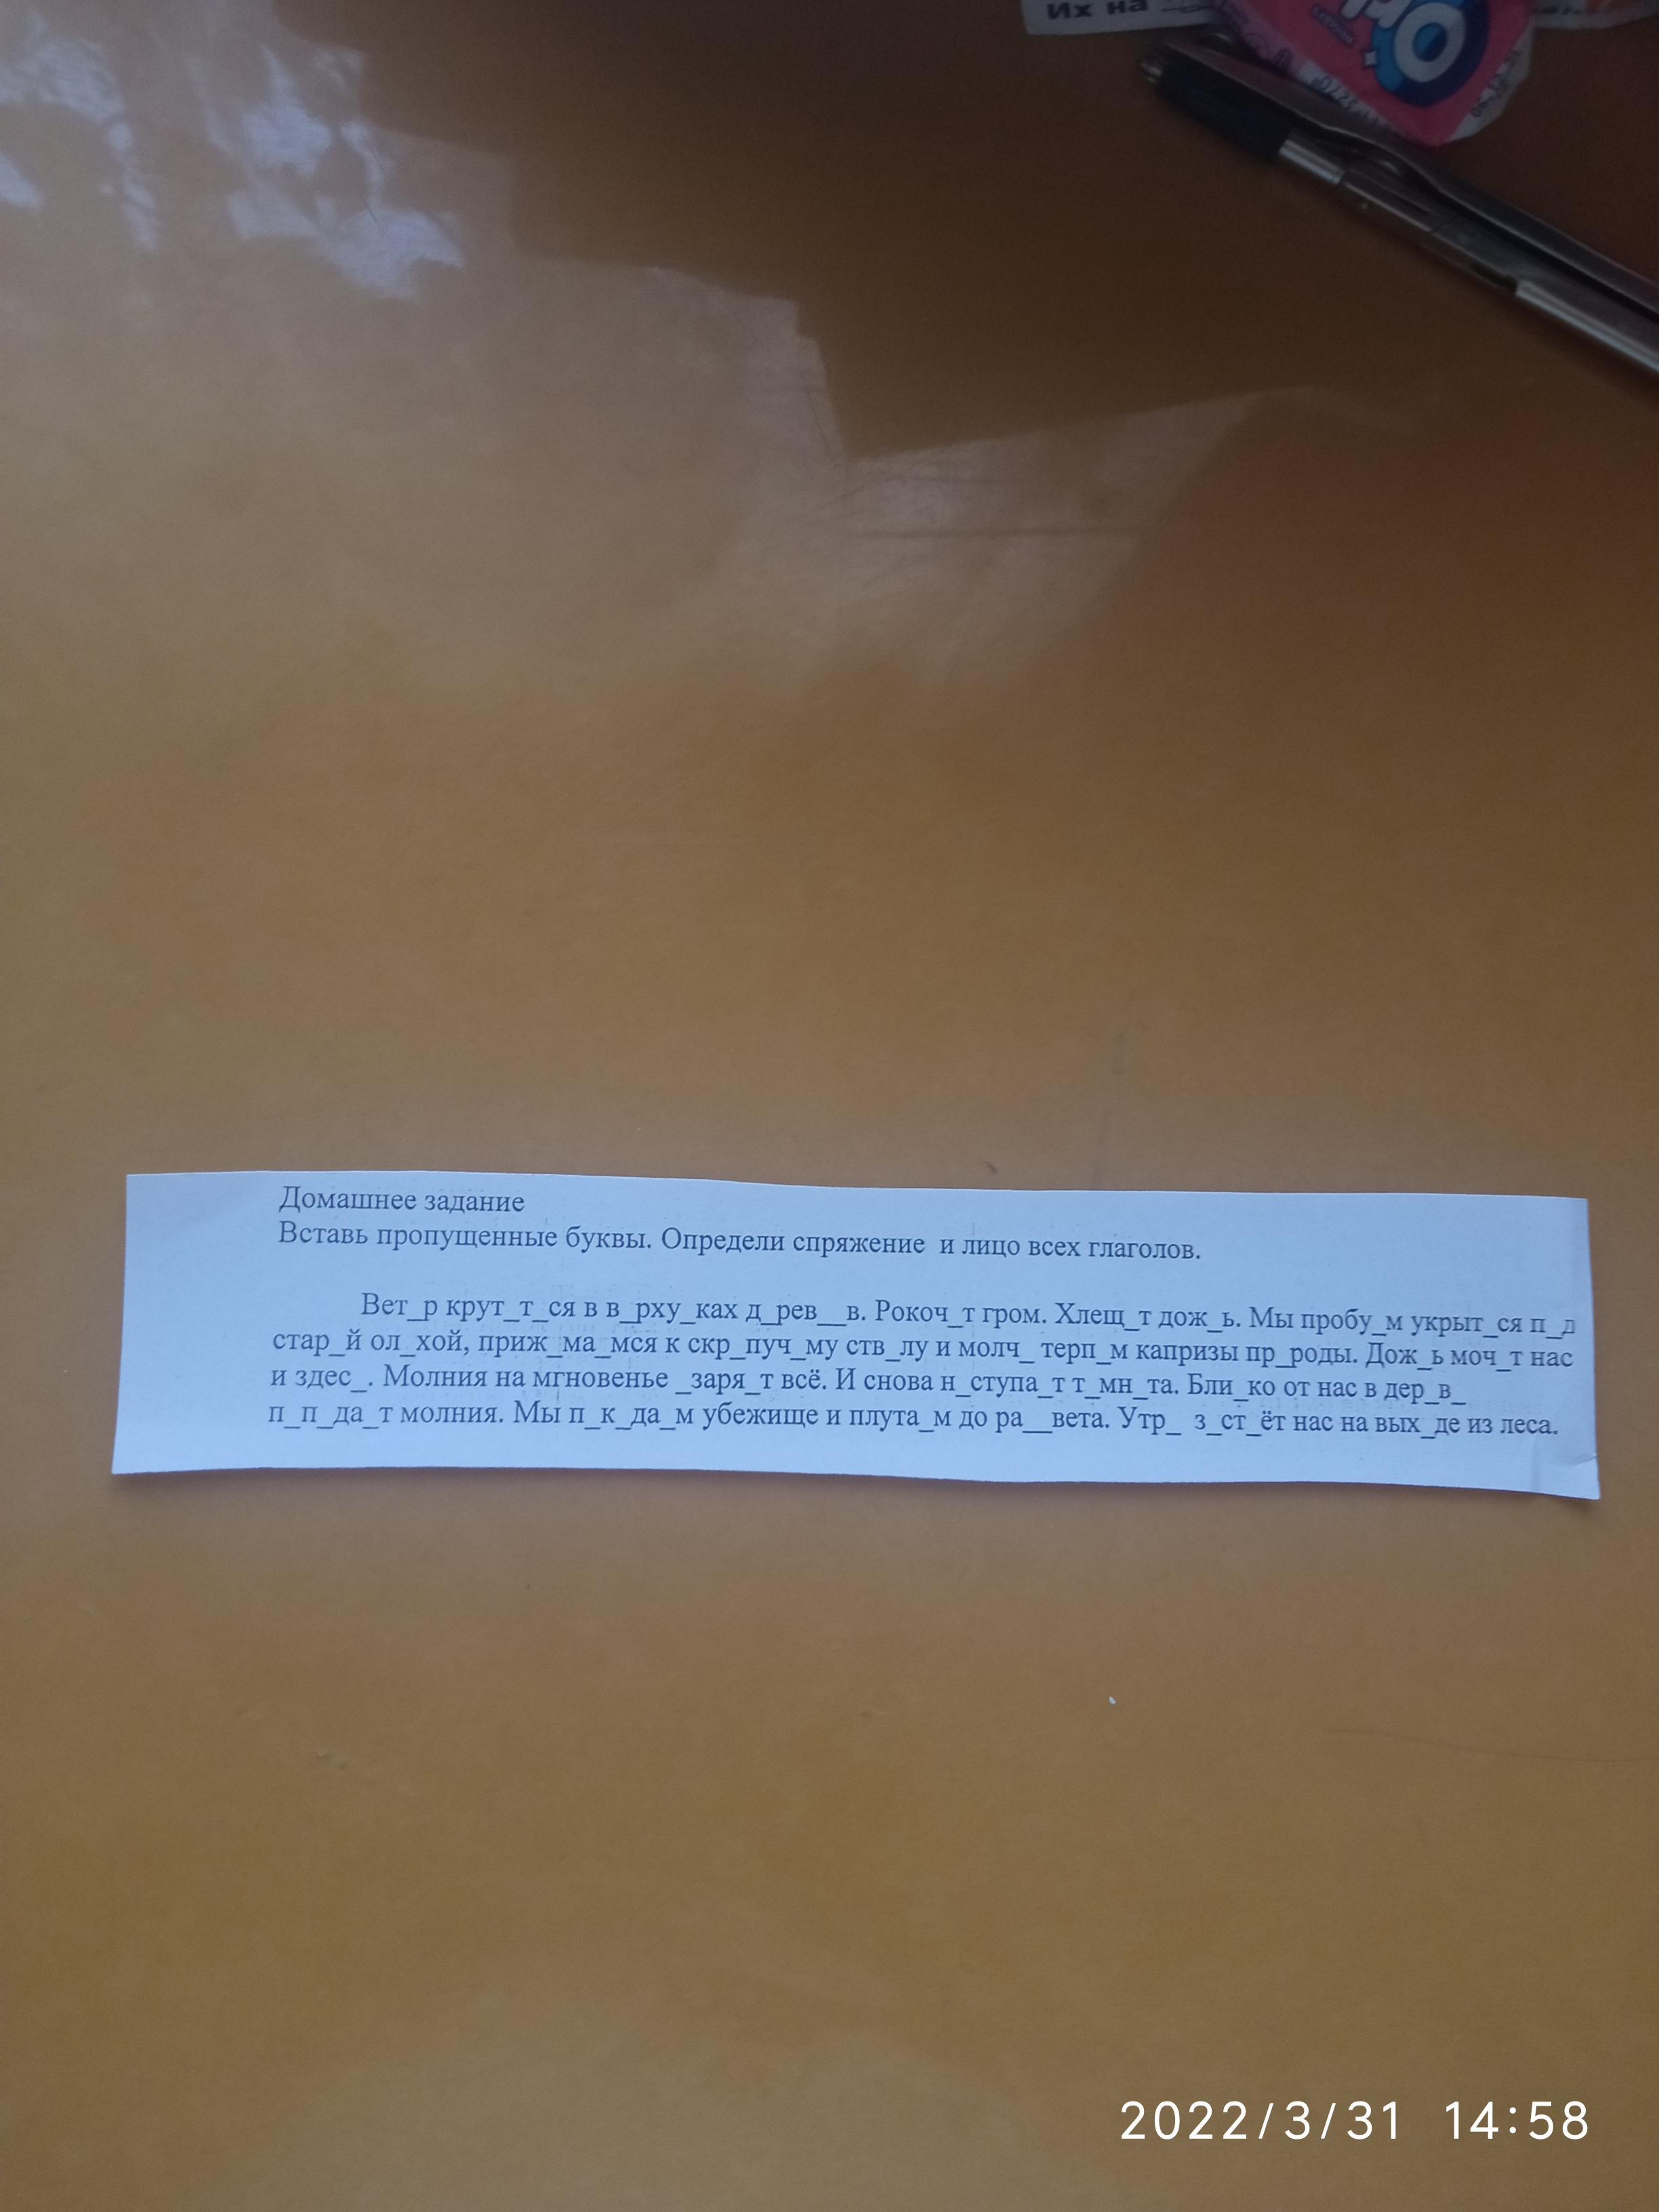 Их на
Домашнее задание
Вставь пропущенные буквы. Определи спряжение и лицо всех глаголов.
Вет_р крут_т_ся в в_рху_ках д_рев__в. Рокоч_т гром. Хлещ_т дож_ь. Мы пробу_м укрыт_ся п_д
стар_й ол_хой, приж_ма_мся к скр_пуч_му ств_лу и молч_ терп_м капризы пр_роды. Дож_ь моч_т нас
и здес_. Молния на мгновенье _заря_т всё. И снова н_ступа_т т_мн_та. Бли_ко от нас в дер_в_
п_п_да_т молния. Мы п_к_да_м убежище и плута_м до ра__вета. Утр_ з_ст_ёт нас на вых_де из леса.
2022/3/31 14:58